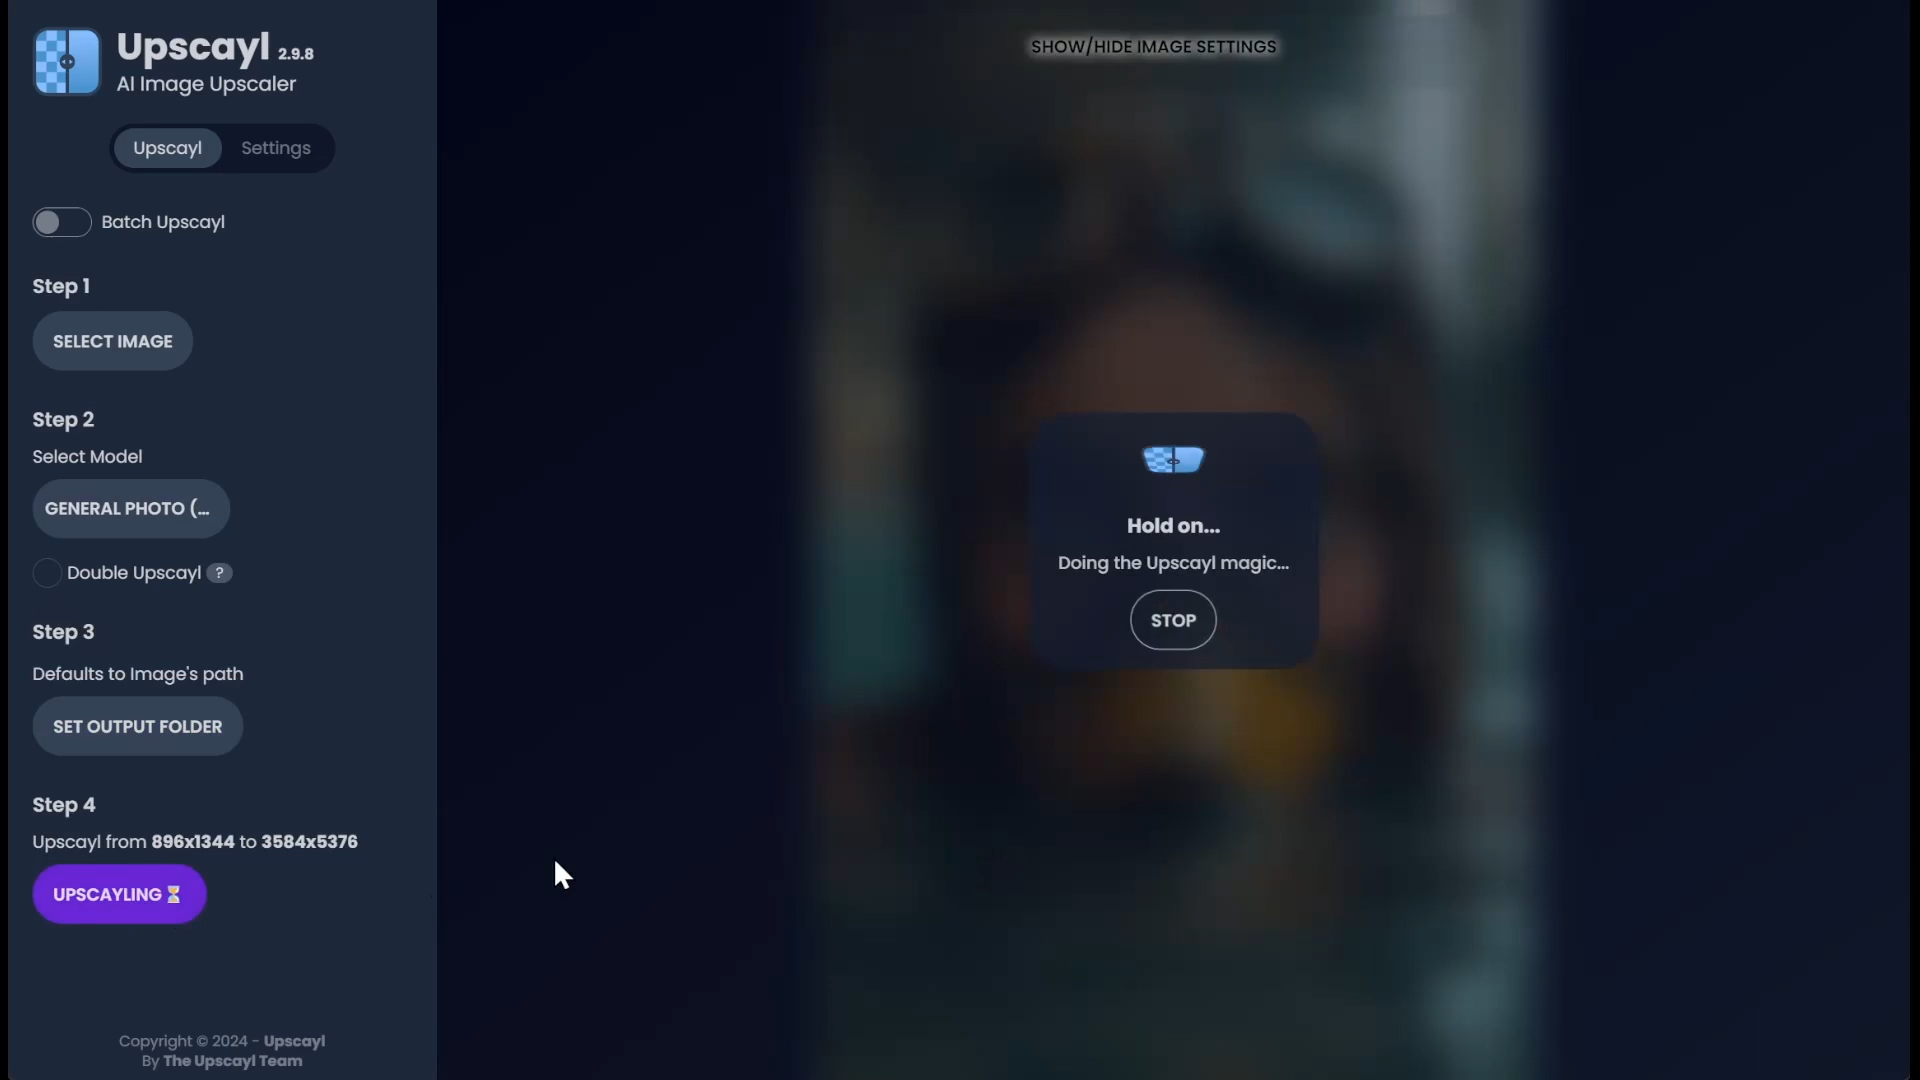 Upscayl 2.9.8
AI Image Upscaler
Upscayl
Settings
Batch Upscayl
Step 1
SELECT IMAGE
Step 2
Select Model
GENERAL PHOTO (...
Double Upscayl ?
Step 3
Defaults to Image's path
SET OUTPUT FOLDER
Step 4
Upscayl from 896x1344 to 3584x5376
UPSCAYLING⏳
Copyright © 2024 - Upscayl
By The Upscayl Team
SHOW/HIDE IMAGE SETTINGS
Hold on...
Doing the Upscayl magic...
STOP